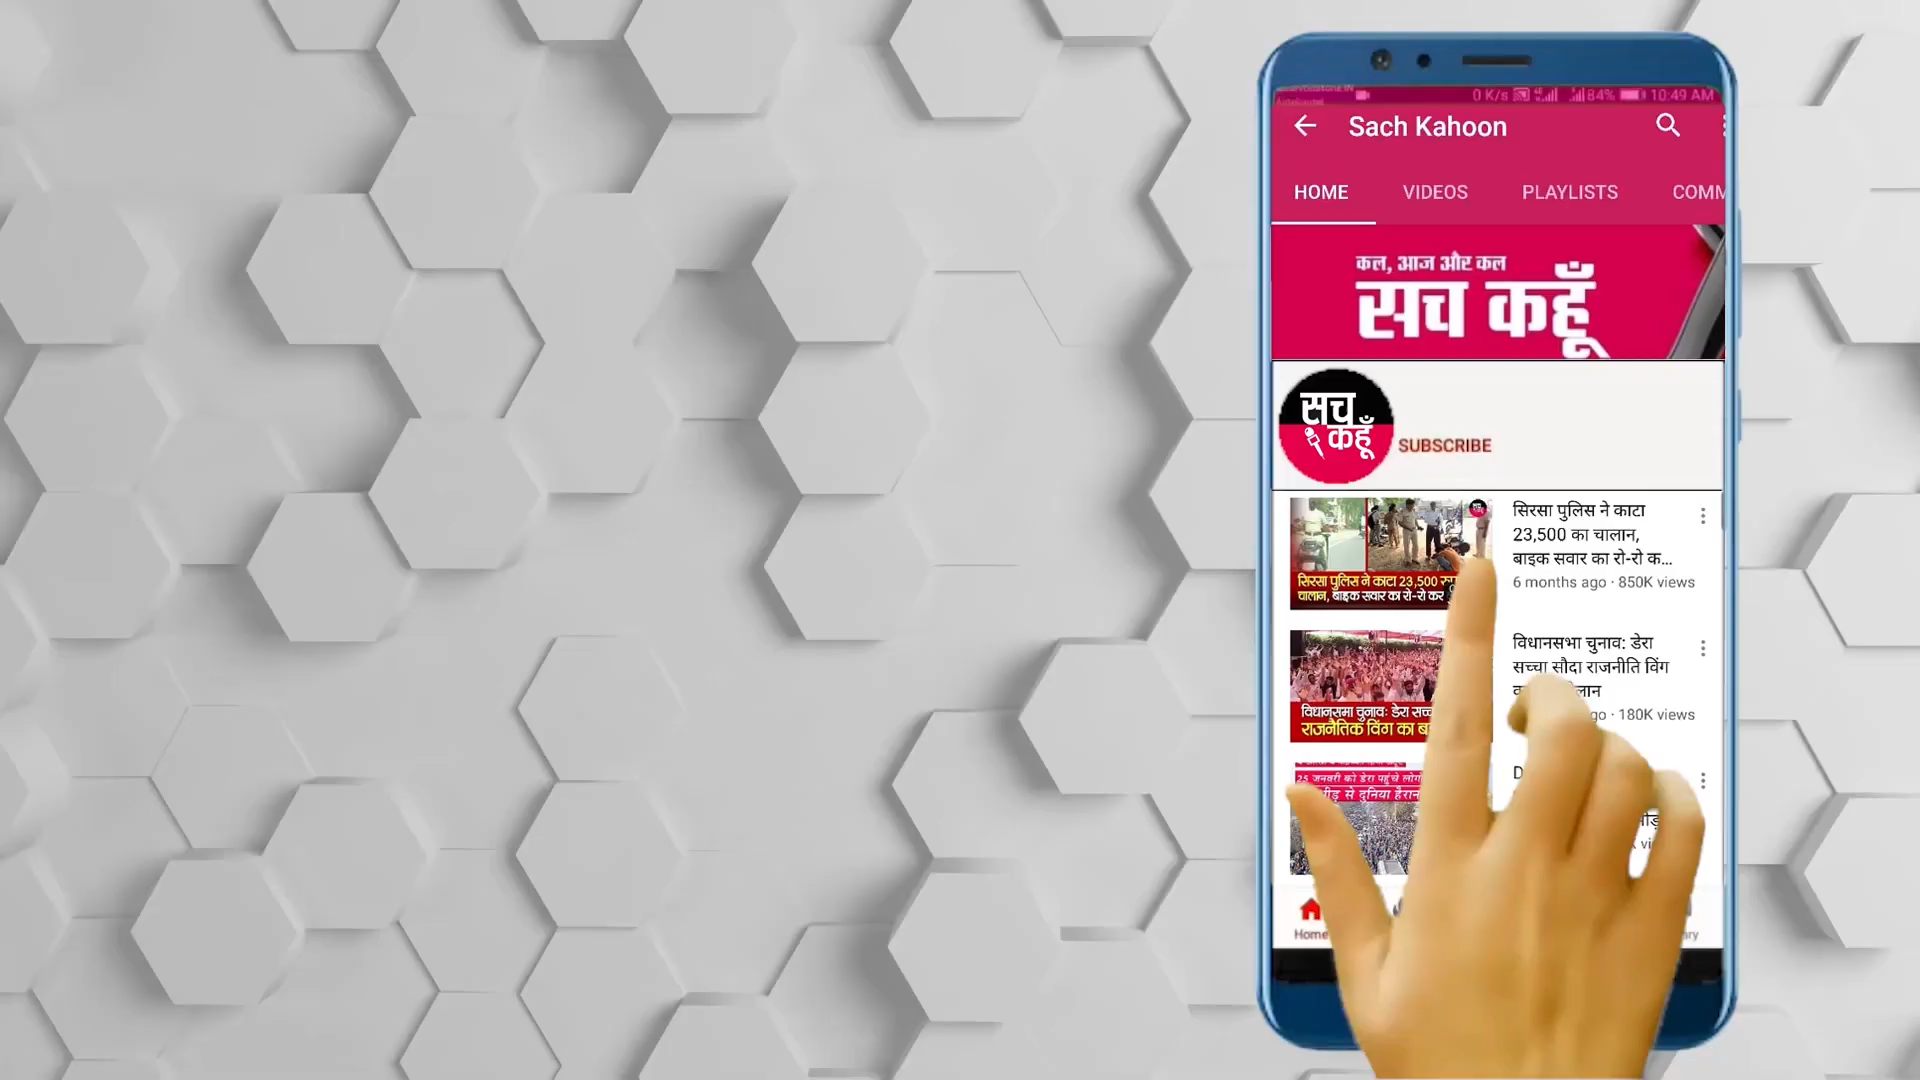 0 K/s 84% 10:49 AM
Sach Kahoon
HOME VIDEOS PLAYLISTS COMM
कल, आज और कल
सच कहूँ
सच
कहूँ
SUBSCRIBE
सिरसा पुलिस ने काटा 23,500
चालान, बाइक सवार का रो-रो कर
सिरसा पुलिस ने काटा
23,500 का चालान,
बाइक सवार का रो-रो क...
6 months ago · 850K views
विधानसभा चुनाव: डेरा
राजनैतिक विंग का
विधानसभा चुनाव: डेरा
सच्चा सौदा राजनीति विंग
· 180K views
25 जनवरी को डेरा पहुंचे
से दुनिया हैरान
Home